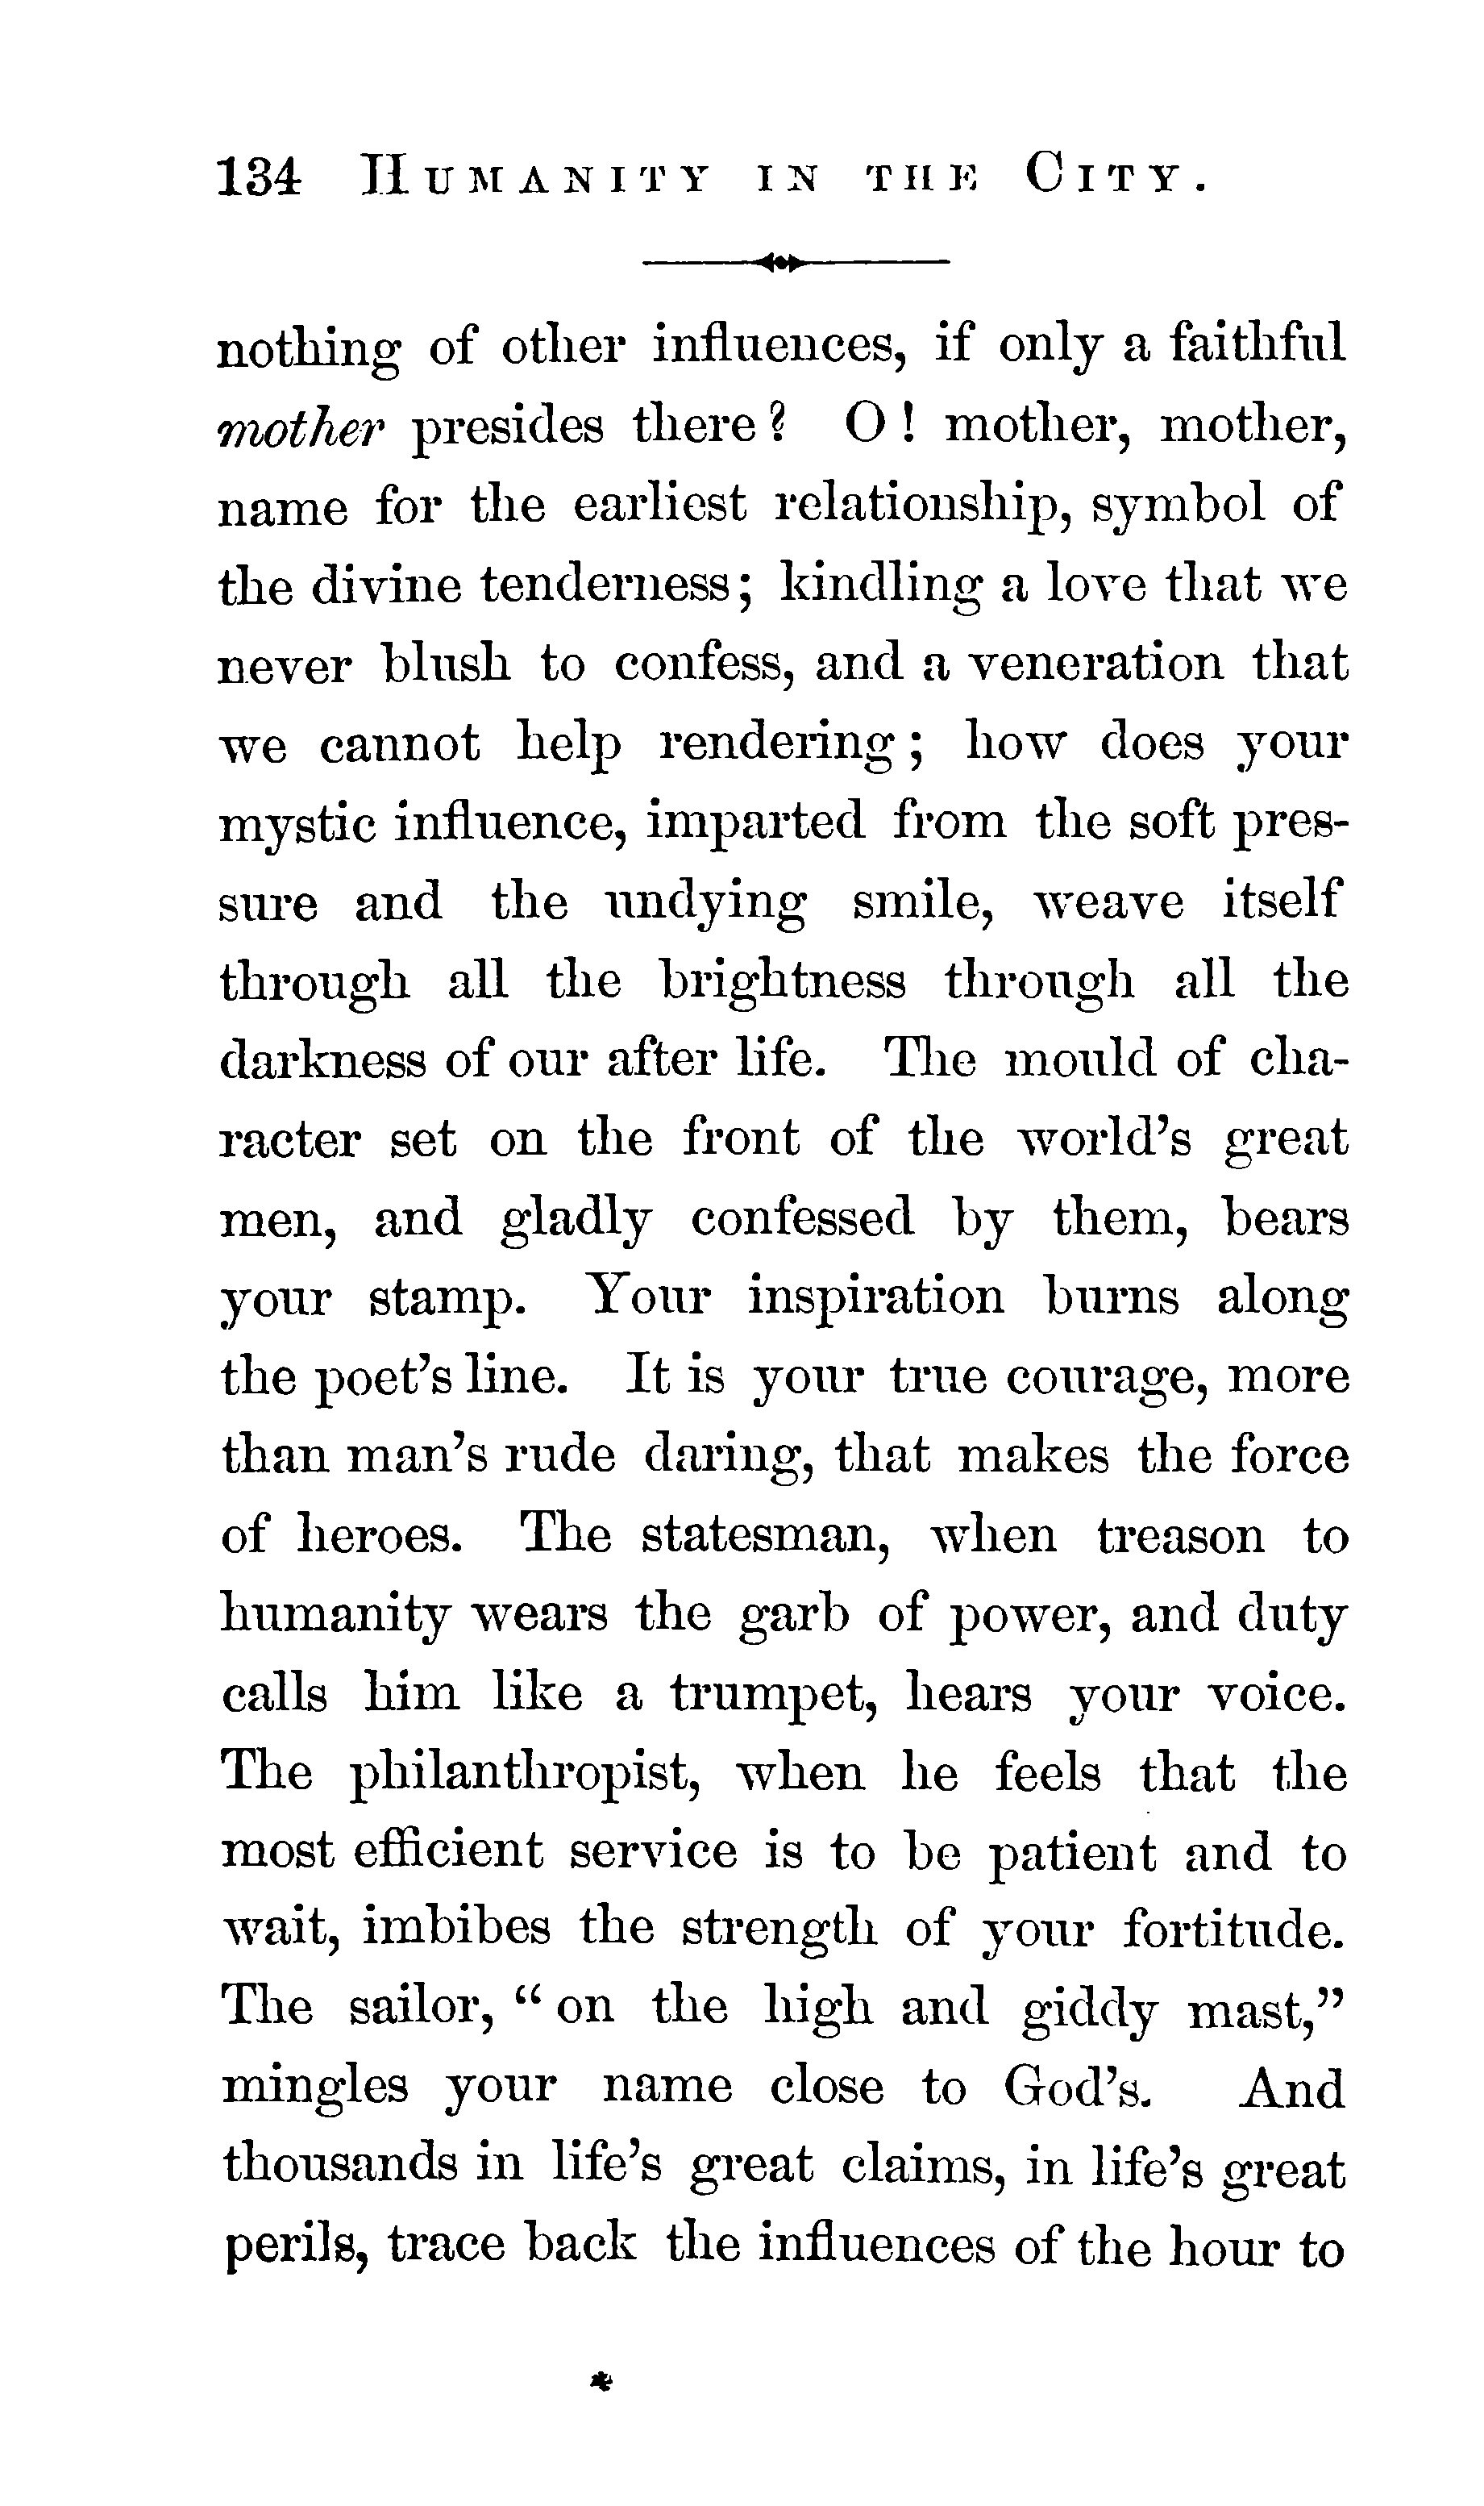 134 HUMANITY IN THE CITY.
nothing of other influences, if only a faithful
mother presides there? O! mother, mother,
name for the earliest relationship, symbol of
the divine tenderness; kindling a love that we
never blush to confess, and a veneration that
we cannot help rendering; how does your
mystic influence, imparted from the soft pres-
sure and the undying smile, weave itself
through all the brightness through all the
darkness of our after life. The mould of cha-
racter set on the front of the world's great
men, and gladly confessed by them, bears
your stamp. Your inspiration burns along
the poet's line. It is your true courage, more
than man's rude daring, that makes the force
of heroes. The statesman, when treason to
humanity wears the garb of power, and duty
calls him like a trumpet, hears your voice.
The philanthropist, when he feels that the
most efficient service is to be patient and to
wait, imbibes the strength of your fortitude.
The sailor, "on the high and giddy mast,"
mingles your name close to God's. And
thousands in life's great claims, in life's great
perils, trace back the influences of the hour to
*